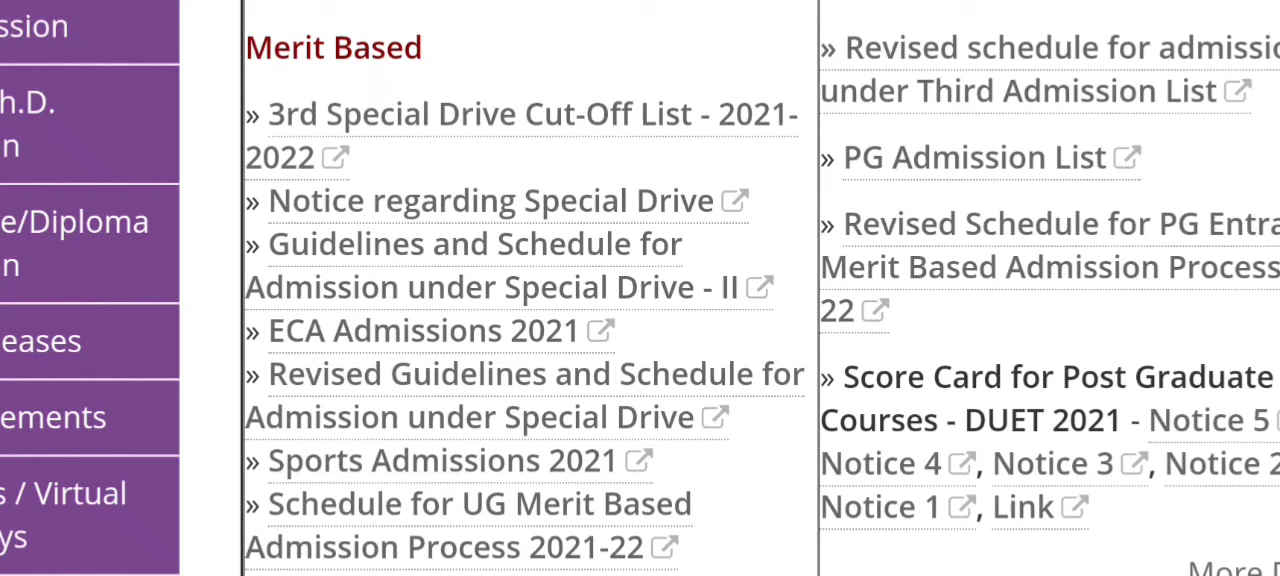 ssion
h.D.
n
e/Diploma
n
eases
ements
s / Virtual
ys
Merit Based
» 3rd Special Drive Cut-Off List - 2021-
2022
» Notice regarding Special Drive
» Guidelines and Schedule for
Admission under Special Drive - II
» ECA Admissions 2021
» Revised Guidelines and Schedule for
Admission under Special Drive
» Sports Admissions 2021
» Schedule for UG Merit Based
Admission Process 2021-22
» Revised schedule for admissio
under Third Admission List
» PG Admission List
» Revised Schedule for PG Entra
Merit Based Admission Process
22
» Score Card for Post Graduate
Courses - DUET 2021 - Notice 5
Notice 4, Notice 3, Notice 2
Notice 1, Link
More